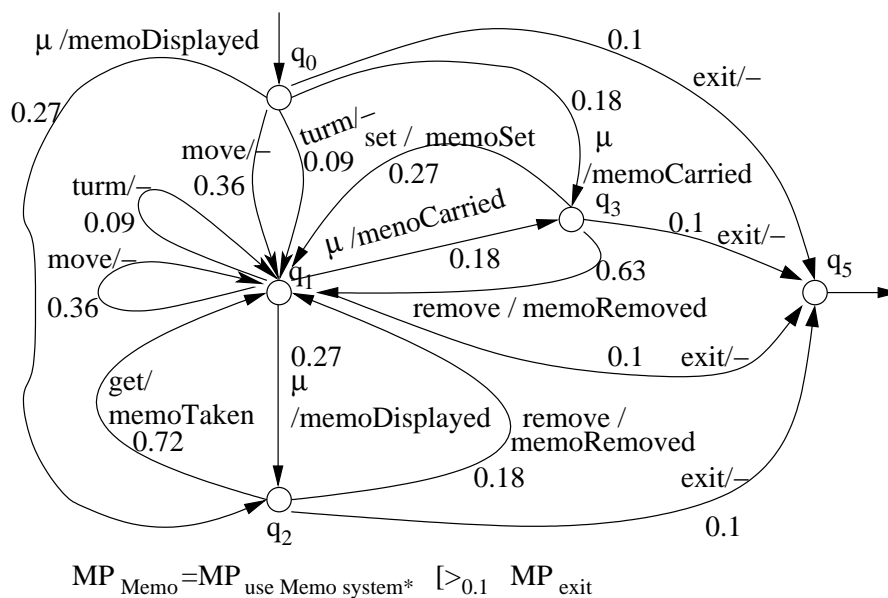 μ /memoDisplayed
q0
0.1
exit/–
0.27
0.18
μ
/memoCarried
move/–
0.36
turm/–
0.09
set / memoSet
0.27
turm/–
0.09
μ /menoCarried
0.18
q3
0.1
exit/–
q5
move/–
0.36
q1
0.63
remove / memoRemoved
0.1
exit/–
get/
memoTaken
0.72
0.27
μ
/memoDisplayed
remove /
memoRemoved
0.18
exit/–
0.1
q2
MP Memo =MP use Memo system* [>0.1 MP exit